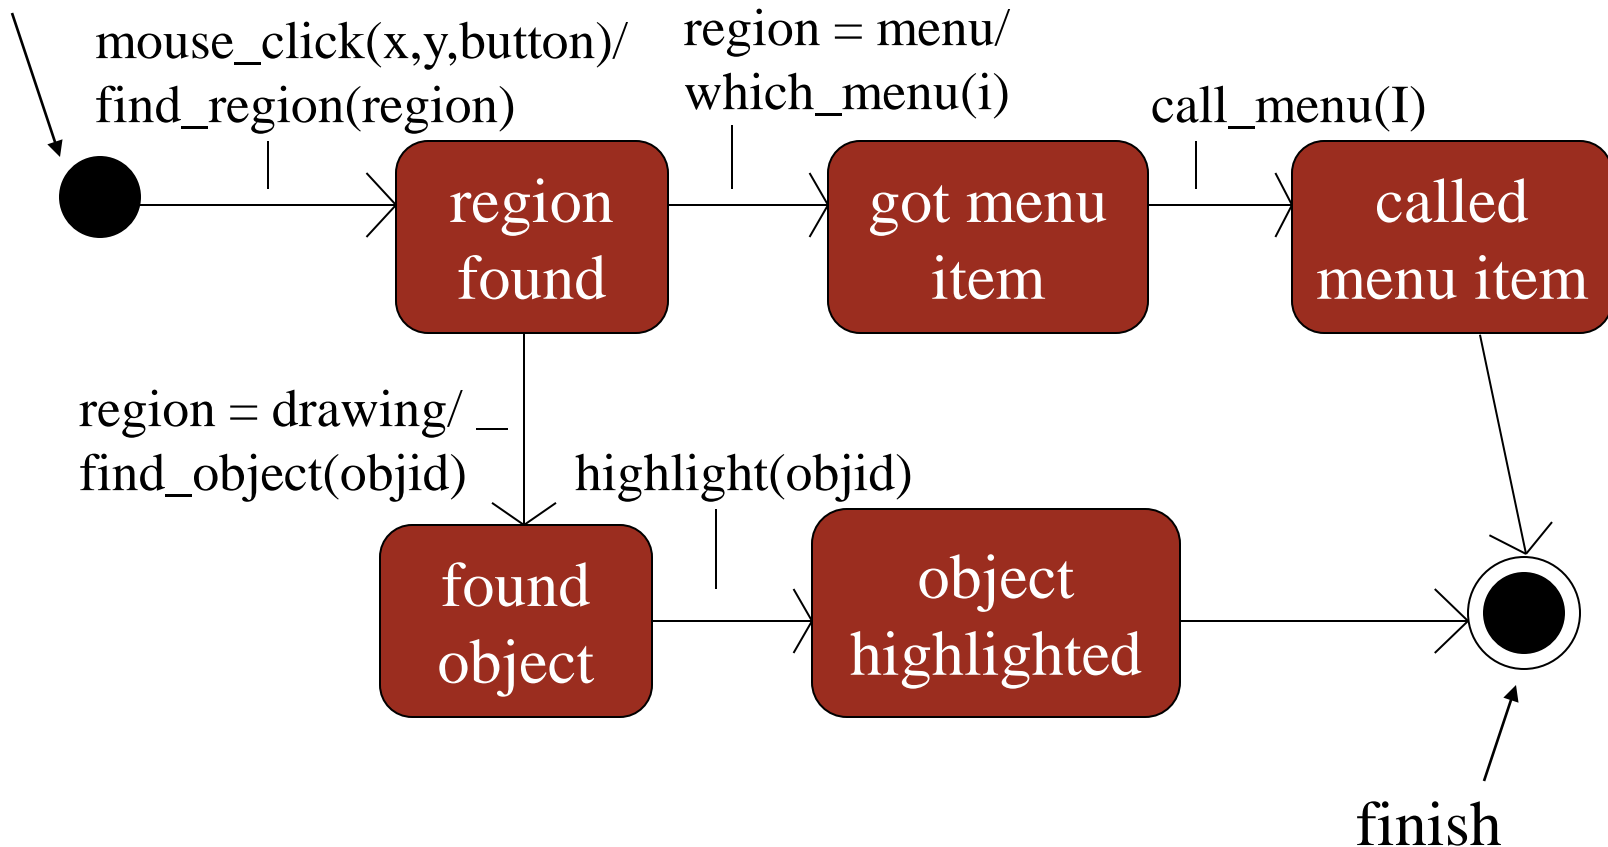 mouse_click(x,y,button)/
find_region(region)
region = menu/
which_menu(i)
call_menu(I)
region
found
got menu
item
called
menu item
region = drawing/ _
find_object(objid)
highlight(objid)
found
object
object
highlighted
finish